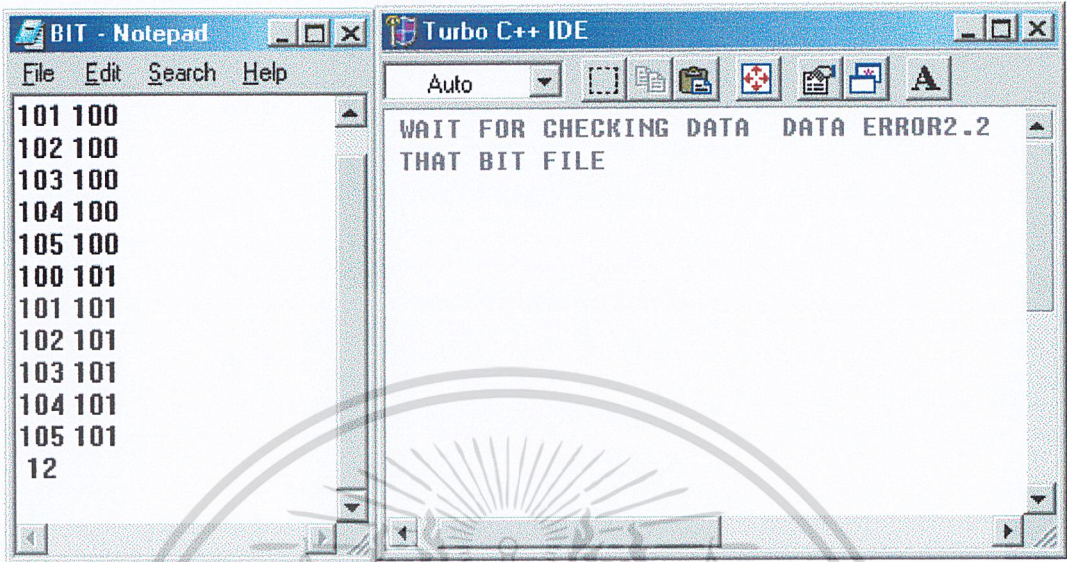 BIT - Notepad
File Edit Search Help
101 100
102 100
103 100
104 100
105 100
100 101
101 101
102 101
103 101
104 101
105 101
12
Turbo C++ IDE
Auto
A
WAIT FOR CHECKING DATA DATA ERROR2.2
THAT BIT FILE